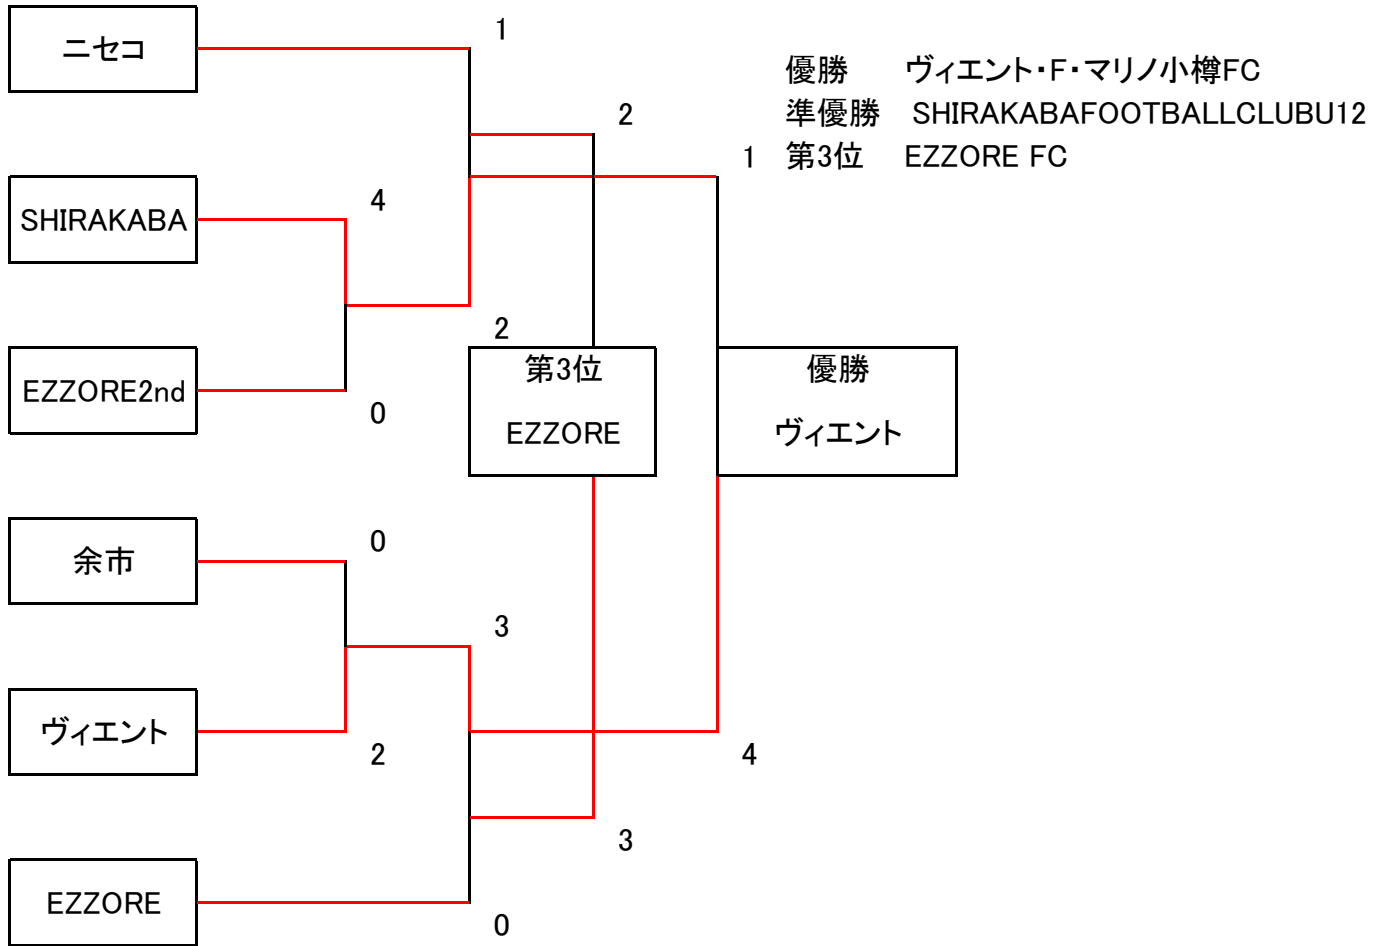 ニセコ
1
優勝 ヴィエント・F・マリノ小樽FC
準優勝 SHIRAKABAFOOTBALLCLUBU12
2
1 第3位 EZZORE FC
4
SHIRAKABA
2
第3位
優勝
EZZORE2nd
0
EZZORE
ヴィエント
0
余市
3
ヴィエント
2
4
3
EZZORE
0